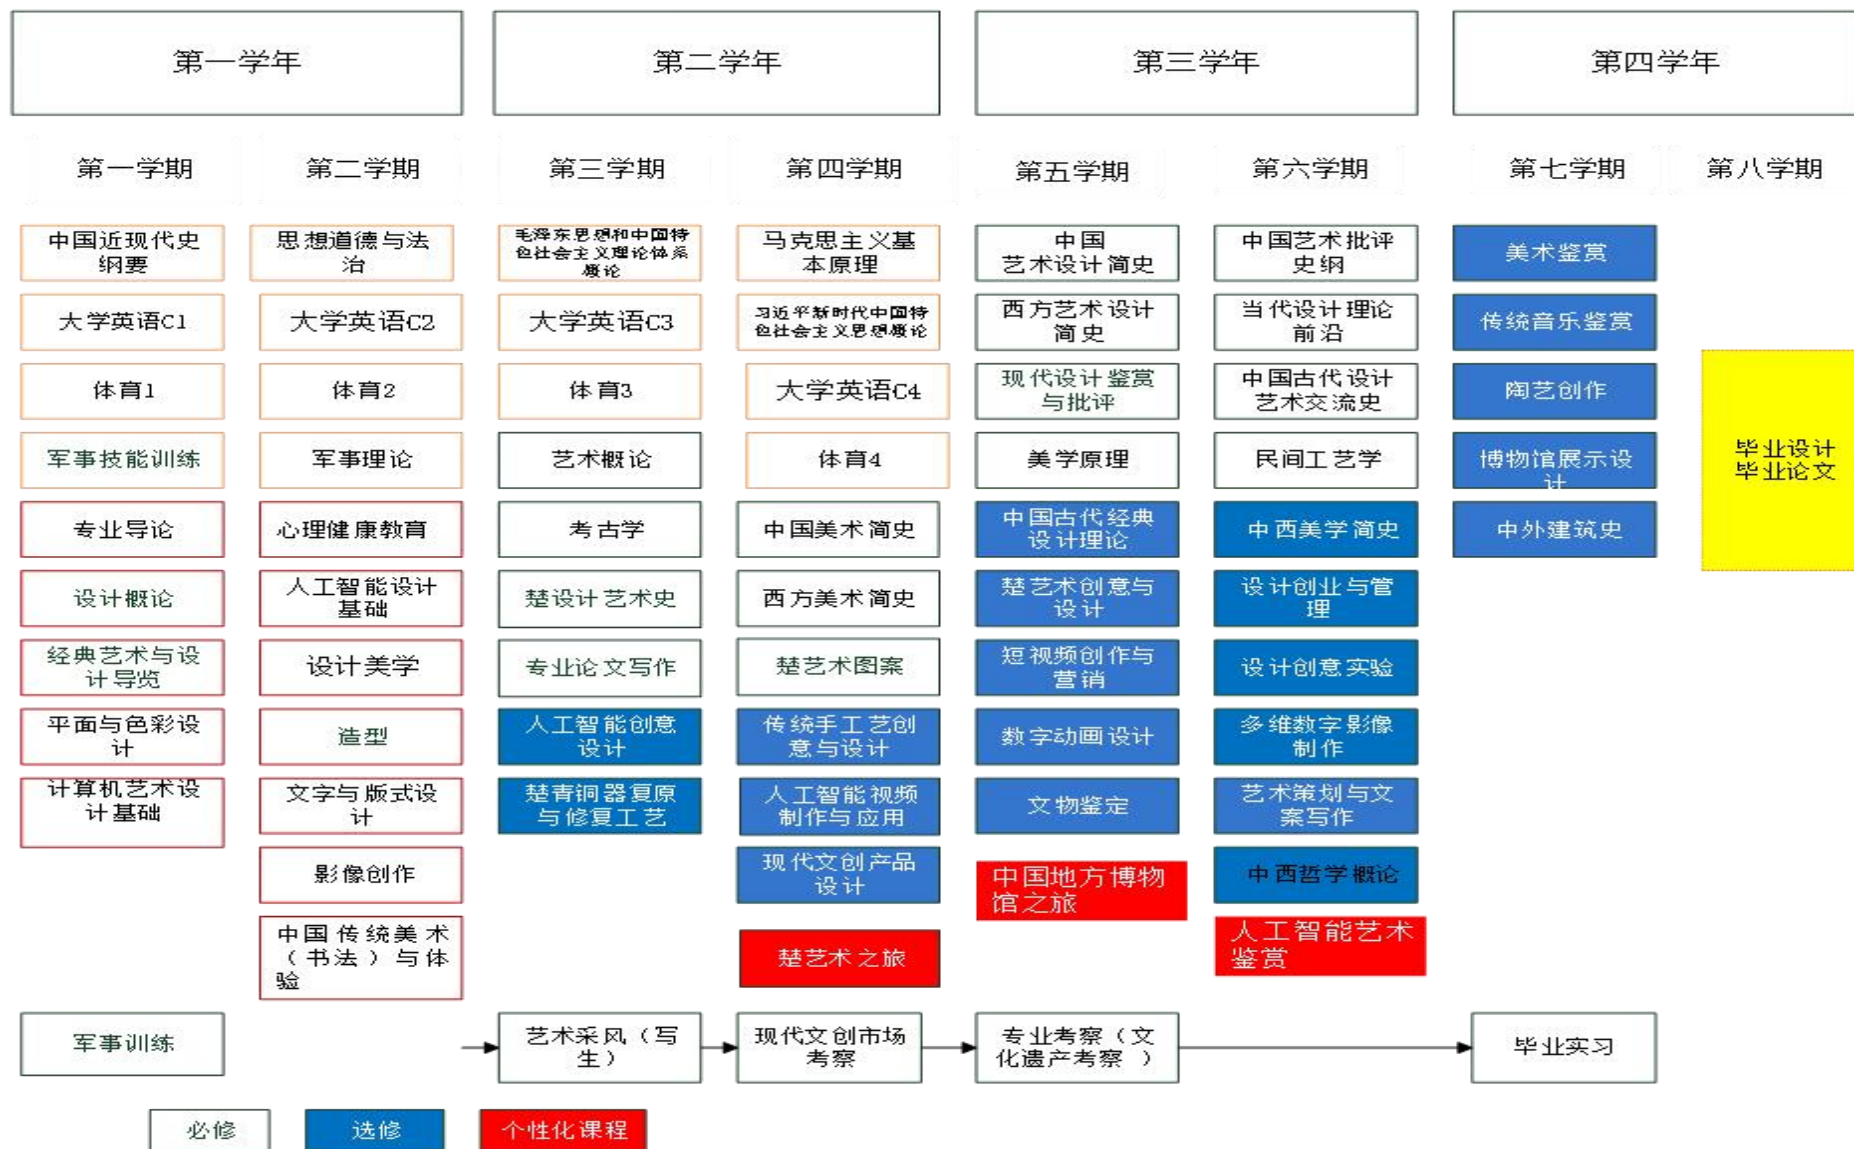 第一学年
第二学年
第三学年
第四学年
第一学期
第二学期
第三学期
第四学期
第五学期
第六学期
第七学期
第八学期
中国近现代史
纲要
大学英语C1
体育1
军事技能训练
专业导论
设计概论
经典艺术与设
计导览
平面与色彩设
计
计算机艺术设
计基础
思想道德与法
治
大学英语C2
体育2
军事理论
心理健康教育
人工智能设计
基础
设计美学
造型
文字与版式设
计
影像创作
中国传统美术
（书法）与体
验
毛泽东思想和中国特
色社会主义理论体系
概论
大学英语C3
体育3
艺术概论
考古学
楚设计艺术史
专业论文写作
人工智能创意
设计
楚青铜器复原
与修复工艺
马克思主义基
本原理
习近平新时代中国特
色社会主义思想概论
大学英语C4
体育4
中国美术简史
西方美术简史
楚艺术图案
传统手工艺创
意与设计
人工智能视频
制作与应用
现代文创产品
设计
楚艺术之旅
中国
艺术设计简史
西方艺术设计
简史
现代设计鉴赏
与批评
美学原理
中国古代经典
设计理论
楚艺术创意与
设计
短视频创作与
营销
数字动画设计
文物鉴定
中国地方博物
馆之旅
中国艺术批评
史纲
当代设计理论
前沿
中国古代设计
艺术交流史
民间工艺学
中西美学简史
设计创业与管
理
设计创意实验
多维数字影像
制作
艺术策划与文
案写作
中西哲学概论
人工智能艺术
鉴赏
美术鉴赏
传统音乐鉴赏
陶艺创作
博物馆展示设
计
中外建筑史
毕业设计
毕业论文
军事训练
艺术采风（写
生）
现代文创市场
考察
专业考察（文
化遗产考察 ）
毕业实习
必修
选修
个性化课程